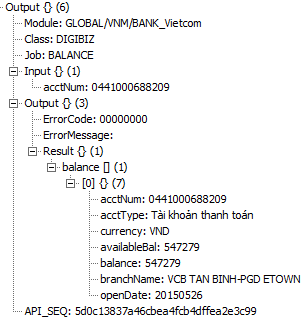 Output {} (6)
Module: GLOBAL/VNM/BANK_Vietcom
Class: DIGIBIZ
Job: BALANCE
Input {} (1)
acctNum: 0441000688209
Output {} (3)
ErrorCode: 00000000
ErrorMessage:
Result {} (1)
balance [] (1)
[0] {} (7)
acctNum: 0441000688209
acctType: Tài khoản thanh toán
currency: VND
availableBal: 547279
balance: 547279
branchName: VCB TAN BINH-PGD ETOWN
openDate: 20150526
API_SEQ: 5d0c13837a46cbea4fcb4dffea2e3c99